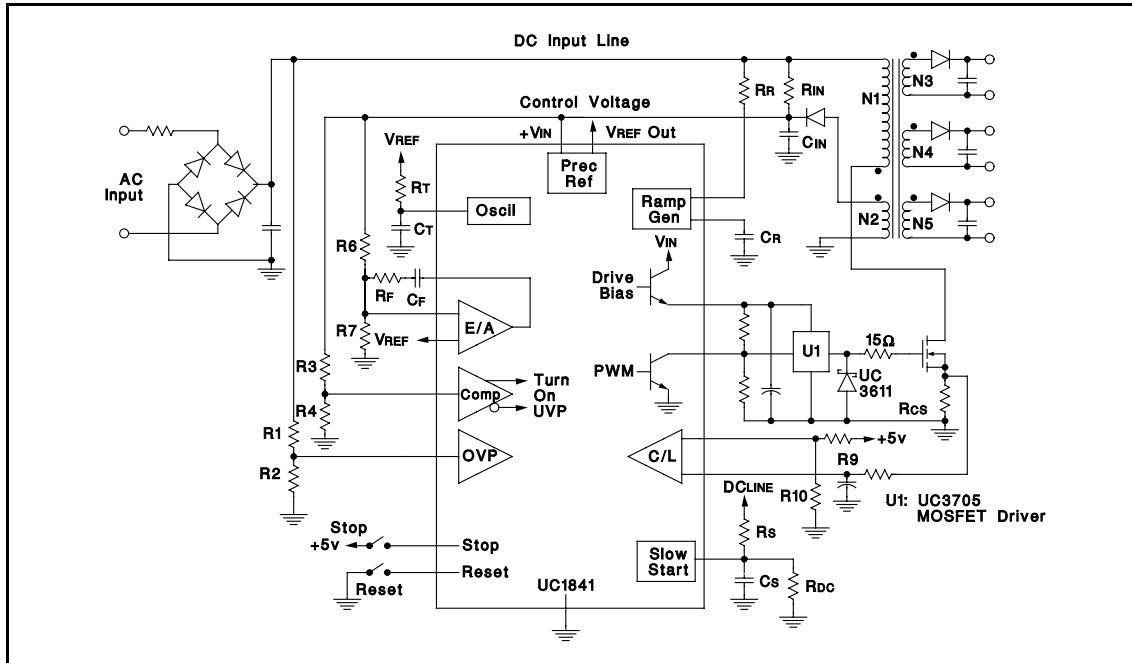 DC Input Line
Control Voltage
+VIN
VREF Out
RR
RIN
CIN
N1
N2
N3
N4
N5
AC
Input
VREF
RT
CT
Oscil
Prec
Ref
Ramp
Gen
CR
VIN
Drive
Bias
R6
RF
CF
R7
VREF
E/A
PWM
U1
15Ω
UC
3611
RCS
R3
R4
Comp
Turn
On
UVP
R1
R2
OVP
C/L
+5v
R9
R10
U1: UC3705
MOSFET Driver
DCLINE
RS
Slow
Start
CS
RDC
Stop
+5v
Stop
Reset
Reset
UC1841